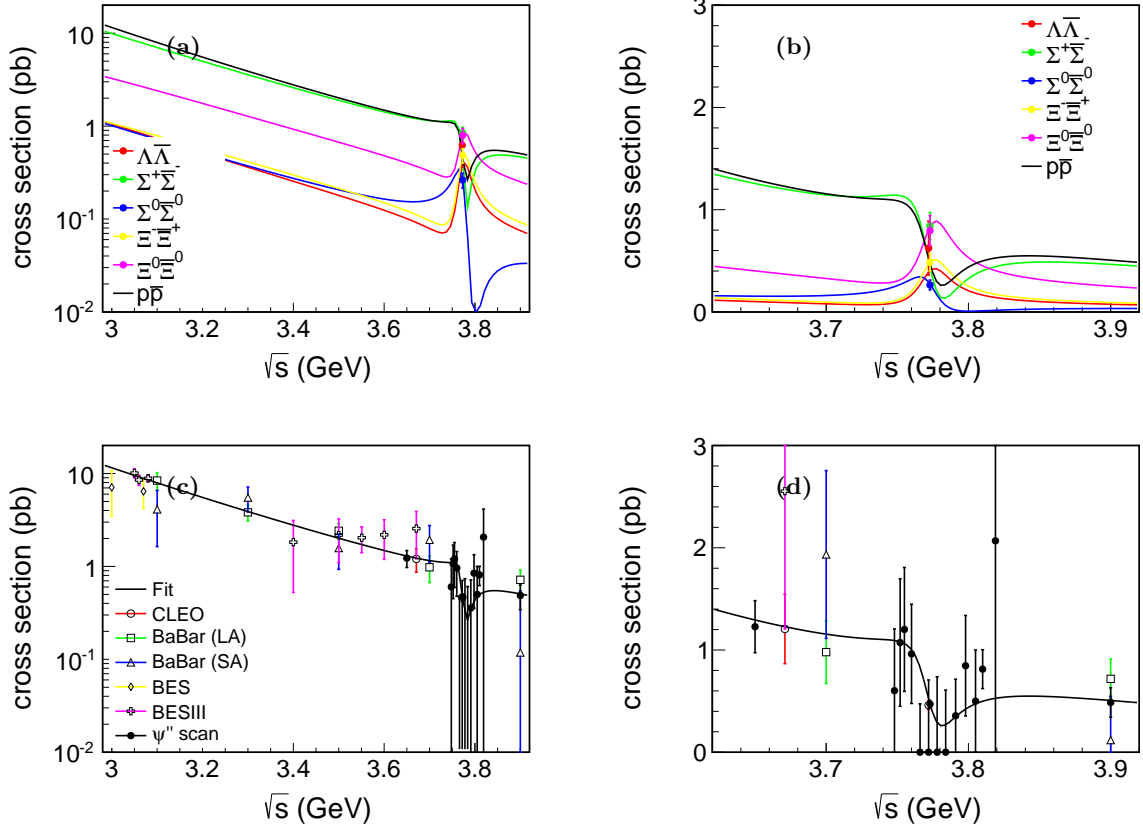 (a)
cross section (pb)
10
1
10⁻¹
10⁻²
ΛΛ̅
Σ⁺Σ̅⁻
Σ⁰Σ̅⁰
Ξ⁻Ξ̅⁺
Ξ⁰Ξ̅⁰
pp̅
3 3.2 3.4 3.6 3.8
√s (GeV)
(b)
cross section (pb)
3
2
1
0
ΛΛ̅
Σ⁺Σ̅⁻
Σ⁰Σ̅⁰
Ξ⁻Ξ̅⁺
Ξ⁰Ξ̅⁰
pp̅
3.7 3.8 3.9
√s (GeV)
(c)
cross section (pb)
10
1
10⁻¹
10⁻²
Fit
CLEO
BaBar (LA)
BaBar (SA)
BES
BESIII
ψ'' scan
3 3.2 3.4 3.6 3.8
√s (GeV)
(d)
cross section (pb)
3
2
1
0
3.7 3.8 3.9
√s (GeV)